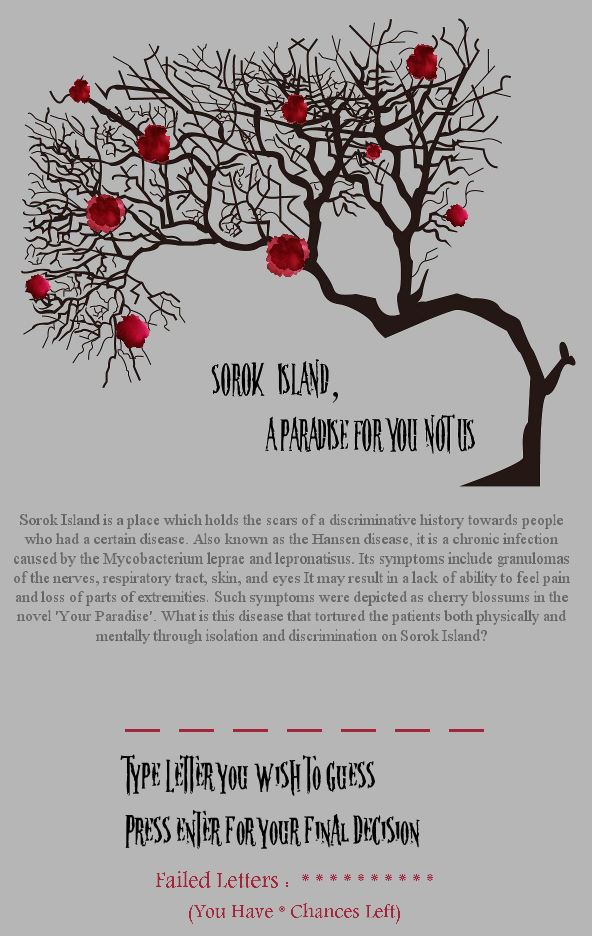 SOROK ISLAND,
A PARADISE FOR YOU NOT US
Sorok Island is a place which holds the scars of a discriminative history towards people
who had a certain disease. Also known as the Hansen disease, it is a chronic infection
caused by the Mycobacterium leprae and lepronatisus. Its symptoms include granulomas
of the nerves, respiratory tract, skin, and eyes It may result in a lack of ability to feel pain
and loss of parts of extremities. Such symptoms were depicted as cherry blossums in the
novel 'Your Paradise'. What is this disease that tortured the patients both physically and
mentally through isolation and discrimination on Sorok Island?
_ _ _ _ _ _ _
TYPE LETTER YOU WISH TO GUESS
PRESS ENTER FOR YOUR FINAL DECISION
Failed Letters : * * * * * * * * * *
(You Have * Chances Left)